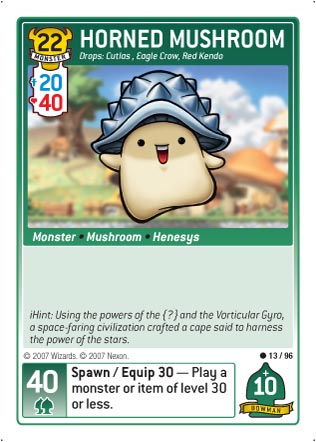 22
MONSTER
HORNED MUSHROOM
Drops: Cutlas , Eagle Crow, Red Kenda
+20
40
Monster • Mushroom • Henesys
iHint: Using the powers of the {?} and the Vorticular Gyro,
a space-faring civilization crafted a cape said to harness
the power of the stars.
© 2007 Wizards. © 2007 Nexon.
● 13 / 96
40
Spawn / Equip 30 — Play a
monster or item of level 30
or less.
+
10
BOWMAN